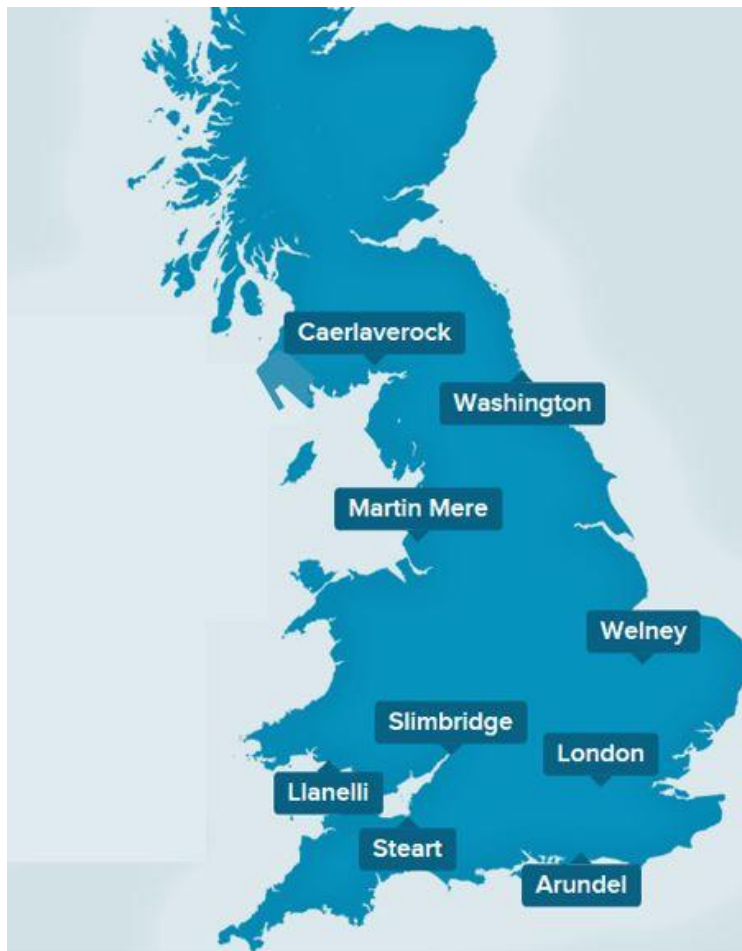 Caerlaverock
Washington
Martin Mere
Welney
Slimbridge
London
Llanelli
Steart
Arundel